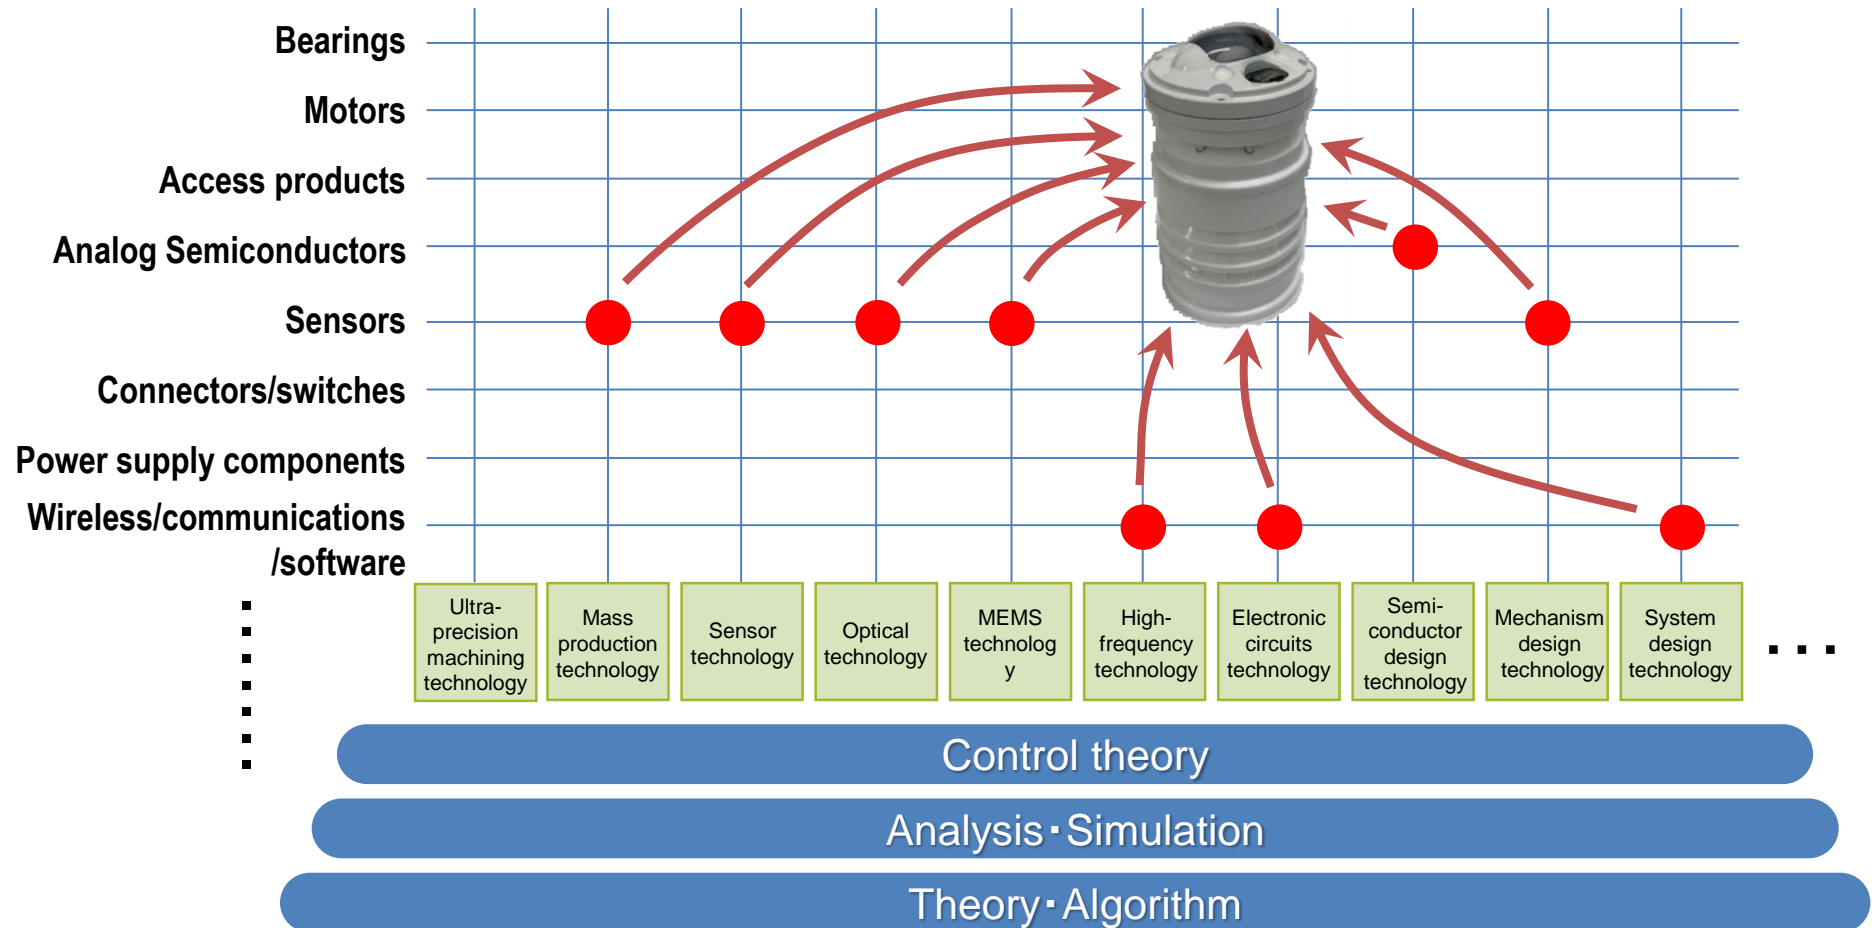 Bearings
Motors
Access products
Analog Semiconductors
Sensors
Connectors/switches
Power supply components
Wireless/communications
/software
Ultra-
precision
machining
technology
Mass
production
technology
Sensor
technology
Optical
technology
MEMS
technolog
y
High-
frequency
technology
Electronic
circuits
technology
Semi-
conductor
design
technology
Mechanism
design
technology
System
design
technology
...
Control theory
Analysis・Simulation
Theory・Algorithm